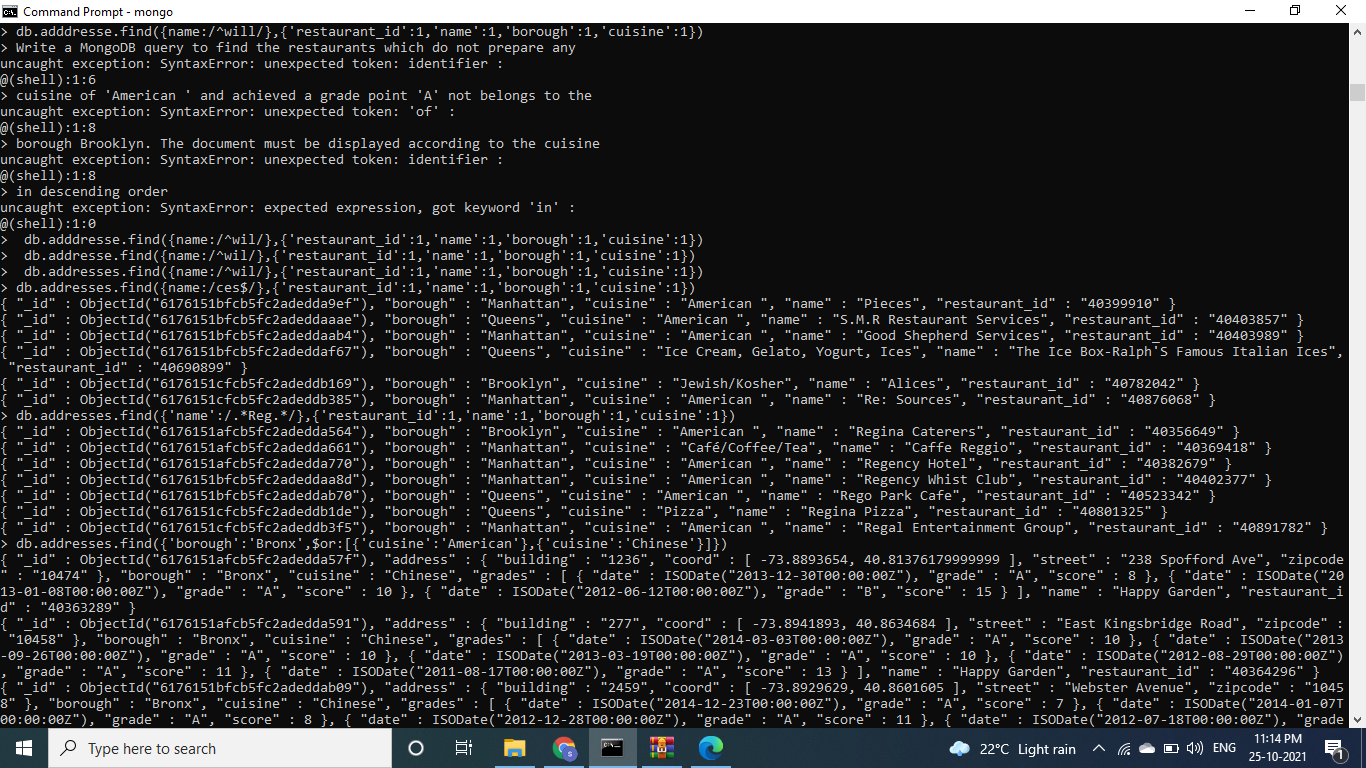 Command Prompt - mongo
> db.adddresse.find({name:/^will/},{'restaurant_id':1,'name':1,'borough':1,'cuisine':1})
> Write a MongoDB query to find the restaurants which do not prepare any
uncaught exception: SyntaxError: unexpected token: identifier :
@(shell):1:6
> cuisine of 'American ' and achieved a grade point 'A' not belongs to the
uncaught exception: SyntaxError: unexpected token: 'of' :
@(shell):1:8
> borough Brooklyn. The document must be displayed according to the cuisine
uncaught exception: SyntaxError: unexpected token: identifier :
@(shell):1:8
> in descending order
uncaught exception: SyntaxError: expected expression, got keyword 'in' :
@(shell):1:0
>  db.adddresse.find({name:/^wil/},{'restaurant_id':1,'name':1,'borough':1,'cuisine':1})
>  db.addresse.find({name:/^wil/},{'restaurant_id':1,'name':1,'borough':1,'cuisine':1})
>  db.addresses.find({name:/^wil/},{'restaurant_id':1,'name':1,'borough':1,'cuisine':1})
> db.addresses.find({name:/ces$/},{'restaurant_id':1,'name':1,'borough':1,'cuisine':1})
{ "_id" : ObjectId("6176151bfcb5fc2adedda9ef"), "borough" : "Manhattan", "cuisine" : "American ", "name" : "Pieces", "restaurant_id" : "40399910" }
{ "_id" : ObjectId("6176151bfcb5fc2adeddaaae"), "borough" : "Queens", "cuisine" : "American ", "name" : "S.M.R Restaurant Services", "restaurant_id" : "40403857" }
{ "_id" : ObjectId("6176151bfcb5fc2adeddaab4"), "borough" : "Manhattan", "cuisine" : "American ", "name" : "Good Shepherd Services", "restaurant_id" : "40403989" }
{ "_id" : ObjectId("6176151bfcb5fc2adeddaf67"), "borough" : "Queens", "cuisine" : "Ice Cream, Gelato, Yogurt, Ices", "name" : "The Ice Box-Ralph'S Famous Italian Ices",
 "restaurant_id" : "40690899" }
{ "_id" : ObjectId("6176151cfcb5fc2adeddb169"), "borough" : "Brooklyn", "cuisine" : "Jewish/Kosher", "name" : "Alices", "restaurant_id" : "40782042" }
{ "_id" : ObjectId("6176151cfcb5fc2adeddb385"), "borough" : "Manhattan", "cuisine" : "American ", "name" : "Re: Sources", "restaurant_id" : "40876068" }
> db.addresses.find({'name':/.*Reg.*/},{'restaurant_id':1,'name':1,'borough':1,'cuisine':1})
{ "_id" : ObjectId("6176151afcb5fc2adedda564"), "borough" : "Brooklyn", "cuisine" : "American ", "name" : "Regina Caterers", "restaurant_id" : "40356649" }
{ "_id" : ObjectId("6176151afcb5fc2adedda661"), "borough" : "Manhattan", "cuisine" : "Café/Coffee/Tea", "name" : "Caffe Reggio", "restaurant_id" : "40369418" }
{ "_id" : ObjectId("6176151afcb5fc2adedda770"), "borough" : "Manhattan", "cuisine" : "American ", "name" : "Regency Hotel", "restaurant_id" : "40382679" }
{ "_id" : ObjectId("6176151bfcb5fc2adeddaa8d"), "borough" : "Manhattan", "cuisine" : "American ", "name" : "Regency Whist Club", "restaurant_id" : "40402377" }
{ "_id" : ObjectId("6176151bfcb5fc2adeddab70"), "borough" : "Queens", "cuisine" : "American ", "name" : "Rego Park Cafe", "restaurant_id" : "40523342" }
{ "_id" : ObjectId("6176151cfcb5fc2adeddb1de"), "borough" : "Queens", "cuisine" : "Pizza", "name" : "Regina Pizza", "restaurant_id" : "40801325" }
{ "_id" : ObjectId("6176151cfcb5fc2adeddb3f5"), "borough" : "Manhattan", "cuisine" : "American ", "name" : "Regal Entertainment Group", "restaurant_id" : "40891782" }
> db.addresses.find({'borough':'Bronx',$or:[{'cuisine':'American'},{'cuisine':'Chinese'}]})
{ "_id" : ObjectId("6176151afcb5fc2adedda57f"), "address" : { "building" : "1236", "coord" : [ -73.8893654, 40.81376179999999 ], "street" : "238 Spofford Ave", "zipcode
" : "10474" }, "borough" : "Bronx", "cuisine" : "Chinese", "grades" : [ { "date" : ISODate("2013-12-30T00:00:00Z"), "grade" : "A", "score" : 8 }, { "date" : ISODate("20
13-01-08T00:00:00Z"), "grade" : "A", "score" : 10 }, { "date" : ISODate("2012-06-12T00:00:00Z"), "grade" : "B", "score" : 15 } ], "name" : "Happy Garden", "restaurant_i
d" : "40363289" }
{ "_id" : ObjectId("6176151afcb5fc2adedda591"), "address" : { "building" : "277", "coord" : [ -73.8941893, 40.8634684 ], "street" : "East Kingsbridge Road", "zipcode" :
 "10458" }, "borough" : "Bronx", "cuisine" : "Chinese", "grades" : [ { "date" : ISODate("2014-03-03T00:00:00Z"), "grade" : "A", "score" : 10 }, { "date" : ISODate("2013
-09-26T00:00:00Z"), "grade" : "A", "score" : 10 }, { "date" : ISODate("2013-03-19T00:00:00Z"), "grade" : "A", "score" : 10 }, { "date" : ISODate("2012-08-29T00:00:00Z")
, "grade" : "A", "score" : 11 }, { "date" : ISODate("2011-08-17T00:00:00Z"), "grade" : "A", "score" : 13 } ], "name" : "Happy Garden", "restaurant_id" : "40364296" }
{ "_id" : ObjectId("6176151bfcb5fc2adeddab09"), "address" : { "building" : "2459", "coord" : [ -73.8929629, 40.8601605 ], "street" : "Webster Avenue", "zipcode" : "1045
8" }, "borough" : "Bronx", "cuisine" : "Chinese", "grades" : [ { "date" : ISODate("2014-12-23T00:00:00Z"), "grade" : "A", "score" : 7 }, { "date" : ISODate("2014-01-07T
00:00:00Z"), "grade" : "A", "score" : 8 }, { "date" : ISODate("2012-12-28T00:00:00Z"), "grade" : "A", "score" : 11 }, { "date" : ISODate("2012-07-18T00:00:00Z"), "grade
Type here to search
22°C Light rain
ENG
11:14 PM
25-10-2021
1